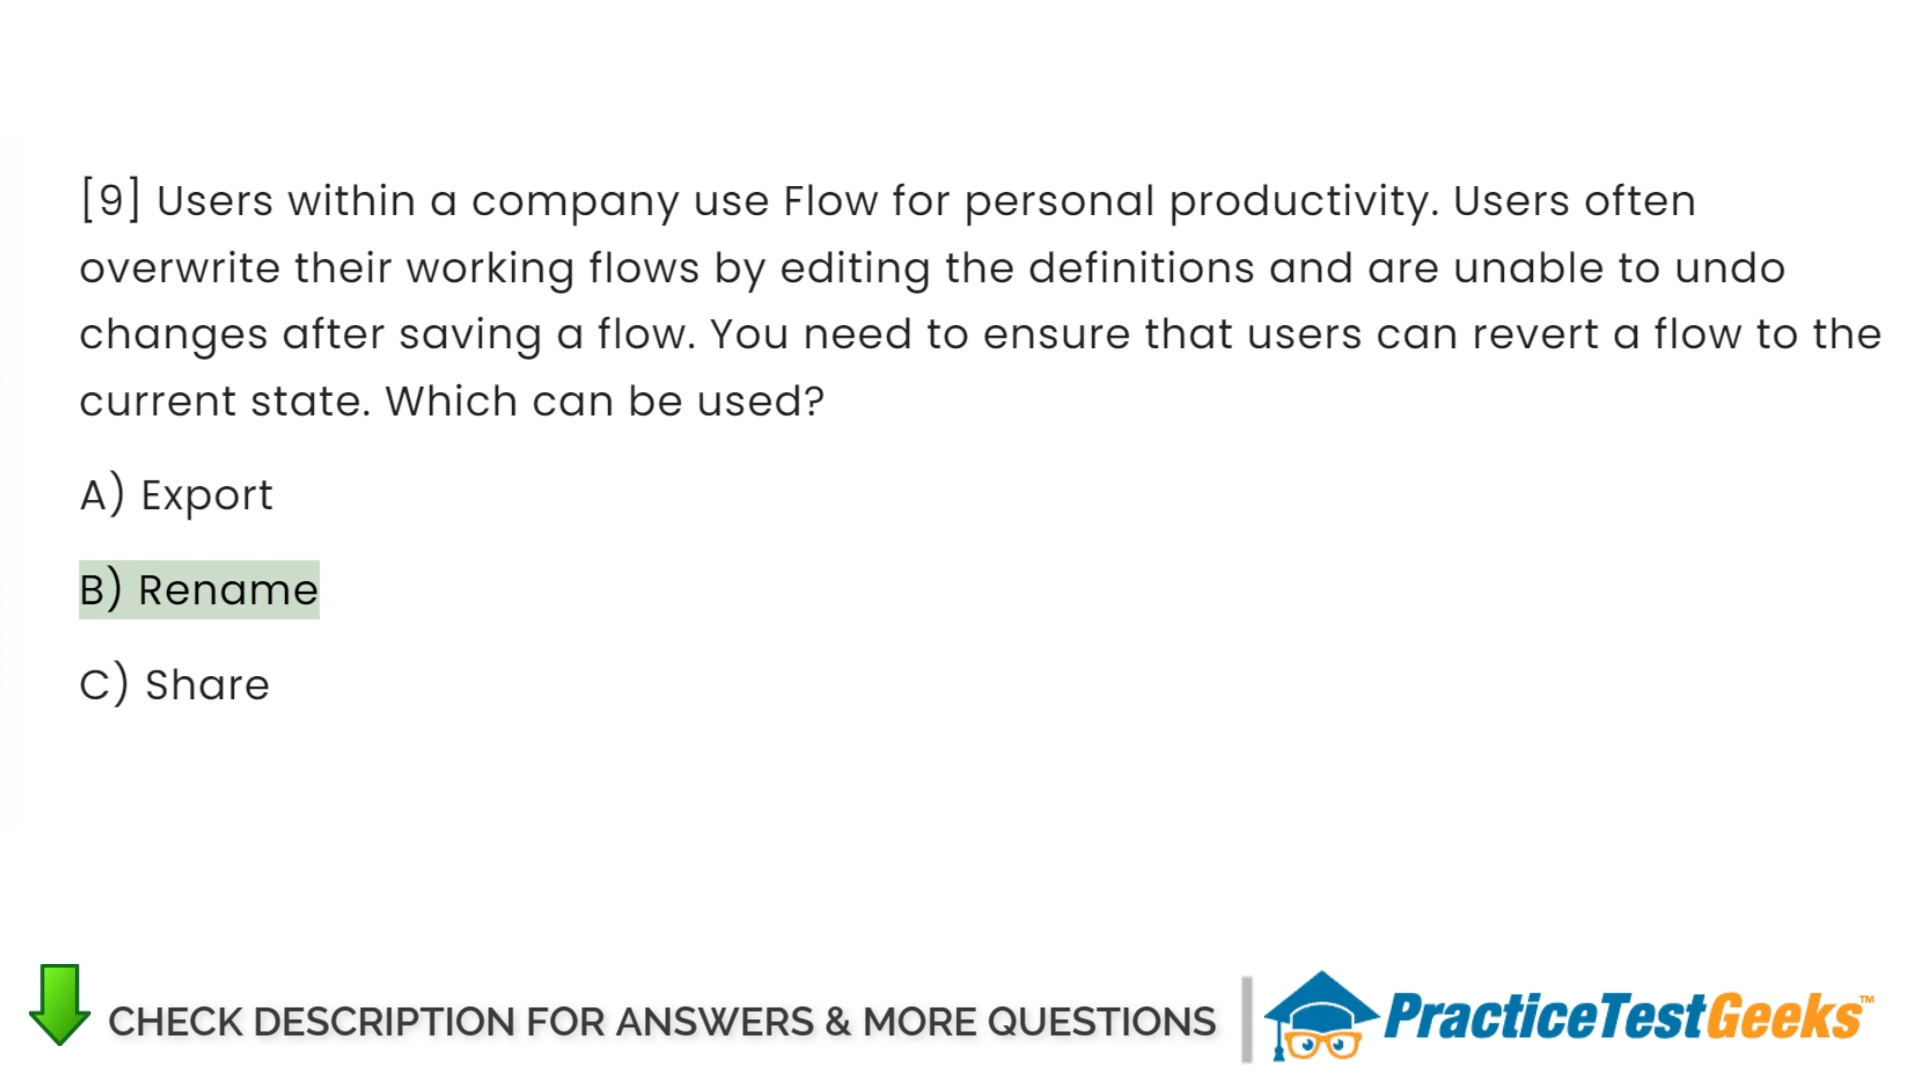 [9] Users within a company use Flow for personal productivity. Users often
overwrite their working flows by editing the definitions and are unable to undo
changes after saving a flow. You need to ensure that users can revert a flow to the
current state. Which can be used?
A) Export
B) Rename
C) Share
CHECK DESCRIPTION FOR ANSWERS & MORE QUESTIONS
PracticeTestGeeks™